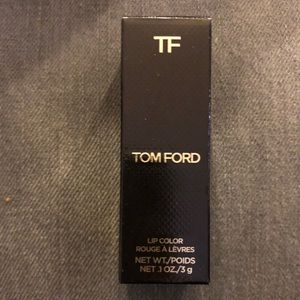 TF
TOM FORD
LIP COLOR
ROUGE À LÈVRES
NET WT./POIDS
NET .1 OZ./3 g